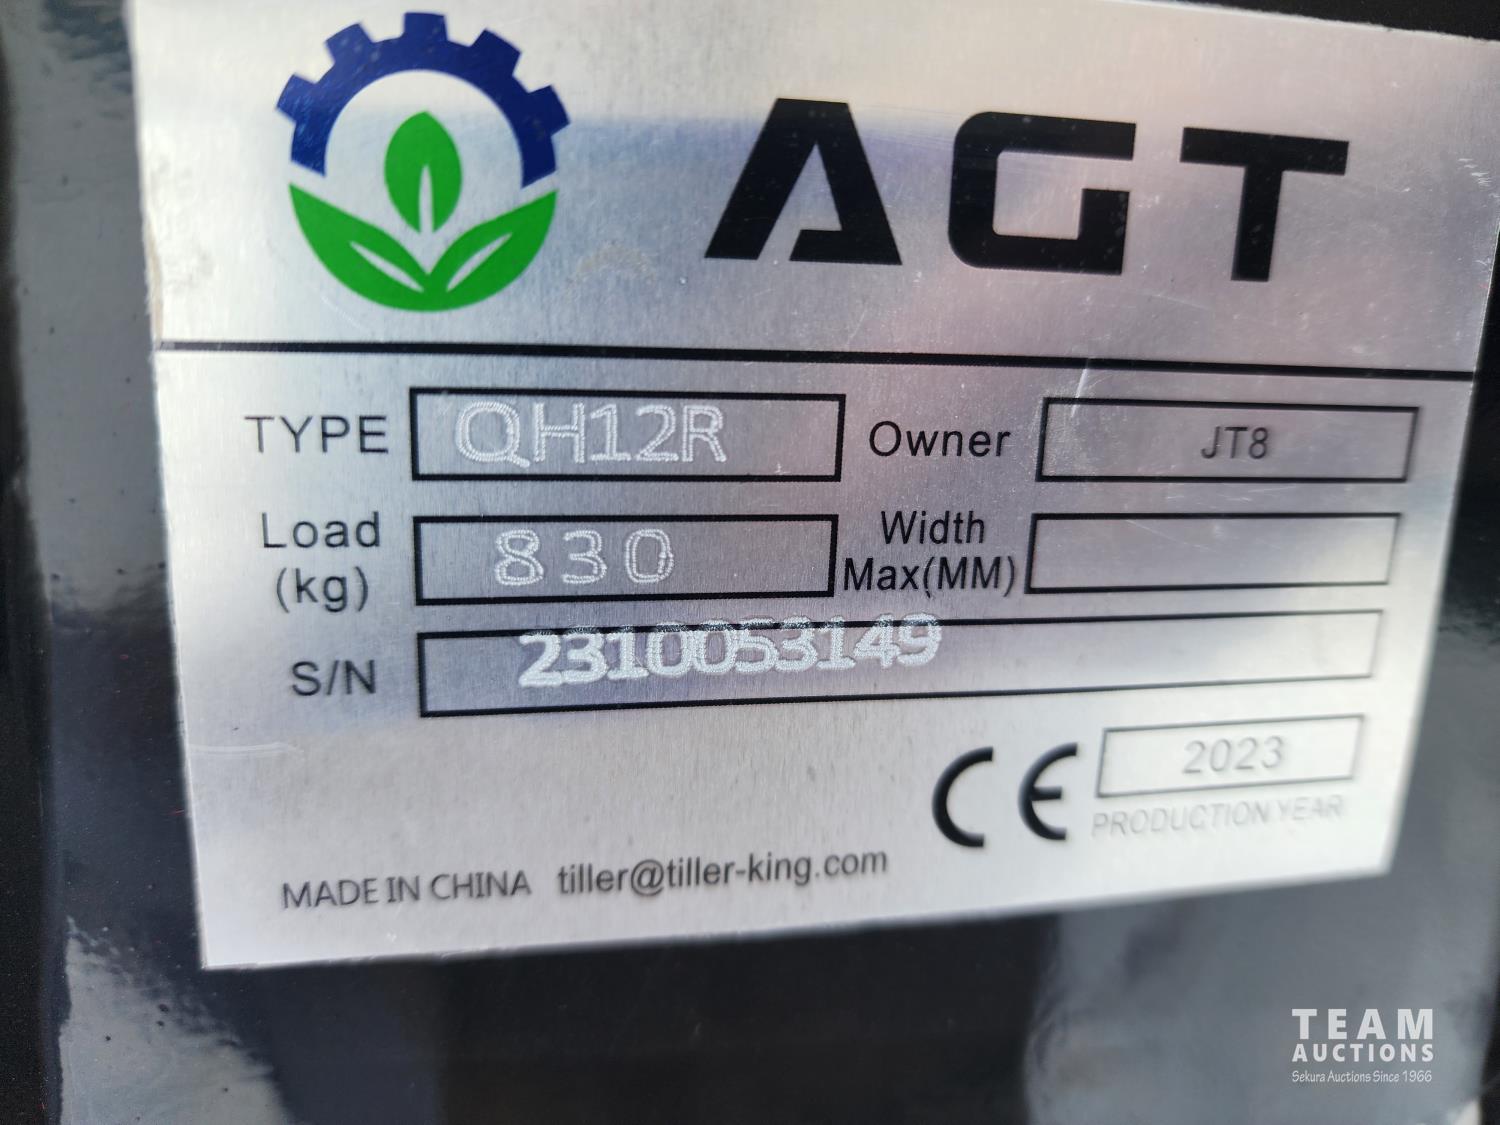 AGT
TYPE QH12R Owner JT8
Load (kg) 830 Width Max(MM)
S/N 2310053149
CE 2023
PRODUCTION YEAR
MADE IN CHINA tiller@tiller-king.com
TEAM
AUCTIONS
Sekura Auctions Since 1966